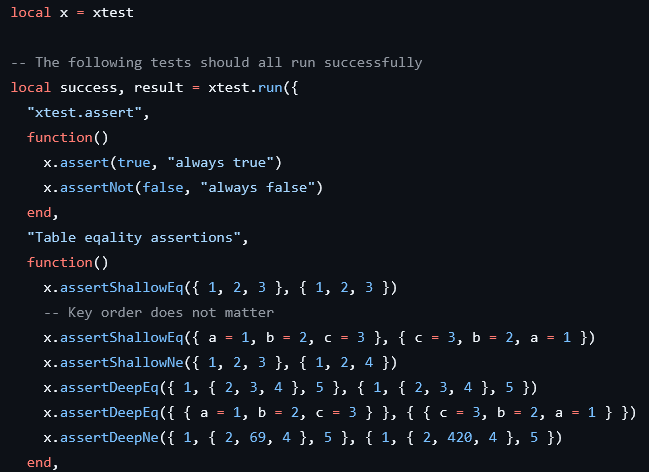 local x = xtest
-- The following tests should all run successfully
local success, result = xtest.run({
"xtest.assert",
function()
x.assert(true, "always true")
x.assertNot(false, "always false")
end,
"Table eqality assertions",
function()
x.assertShallowEq({ 1, 2, 3 }, { 1, 2, 3 })
-- Key order does not matter
x.assertShallowEq({ a = 1, b = 2, c = 3 }, { c = 3, b = 2, a = 1 })
x.assertShallowNe({ 1, 2, 3 }, { 1, 2, 4 })
x.assertDeepEq({ 1, { 2, 3, 4 }, 5 }, { 1, { 2, 3, 4 }, 5 })
x.assertDeepEq({ { a = 1, b = 2, c = 3 } }, { { c = 3, b = 2, a = 1 } })
x.assertDeepNe({ 1, { 2, 69, 4 }, 5 }, { 1, { 2, 420, 4 }, 5 })
end,